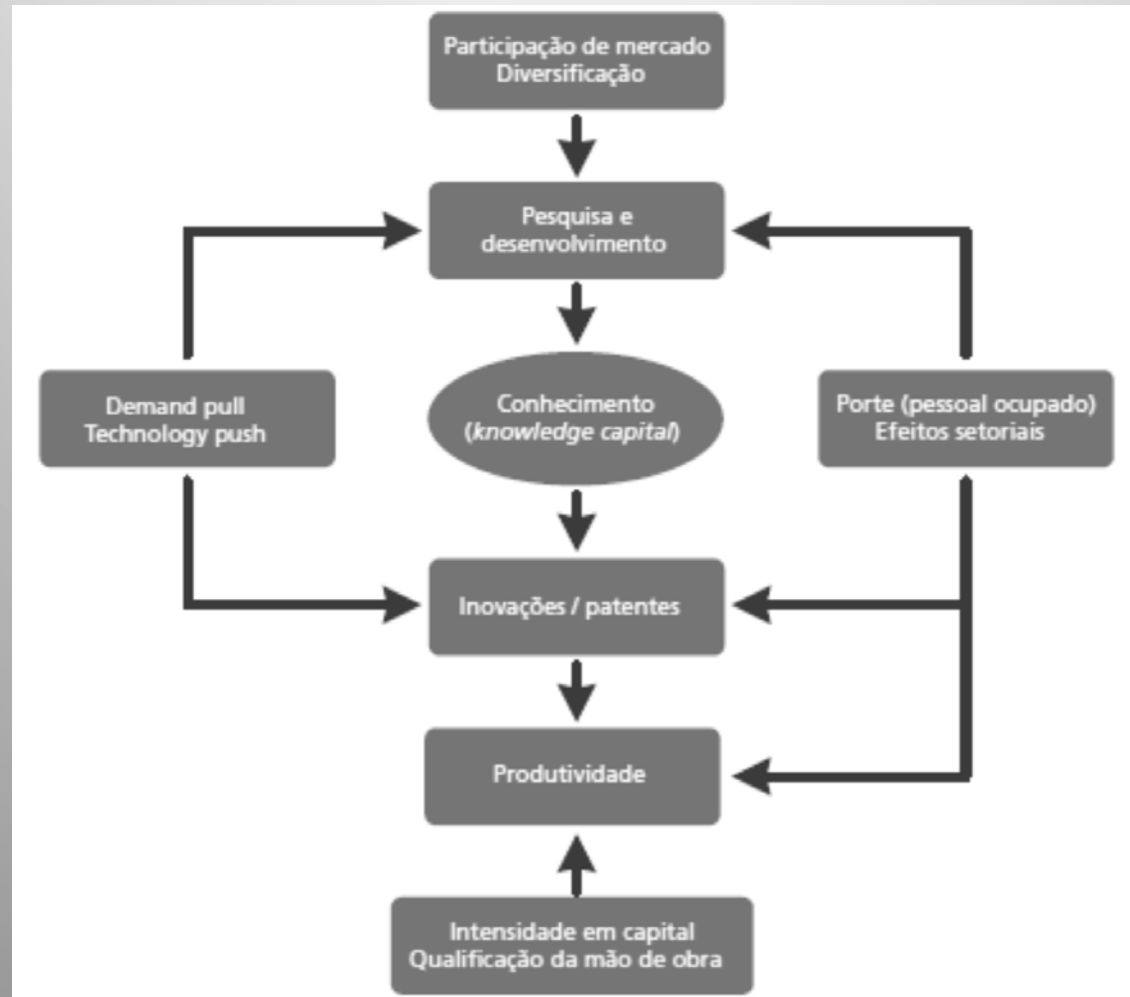 Participação de mercado
Diversificação
Pesquisa e
desenvolvimento
Demand pull
Technology push
Conhecimento
(knowledge capital)
Porte (pessoal ocupado)
Efeitos setoriais
Inovações / patentes
Produtividade
Intensidade em capital
Qualificação da mão de obra